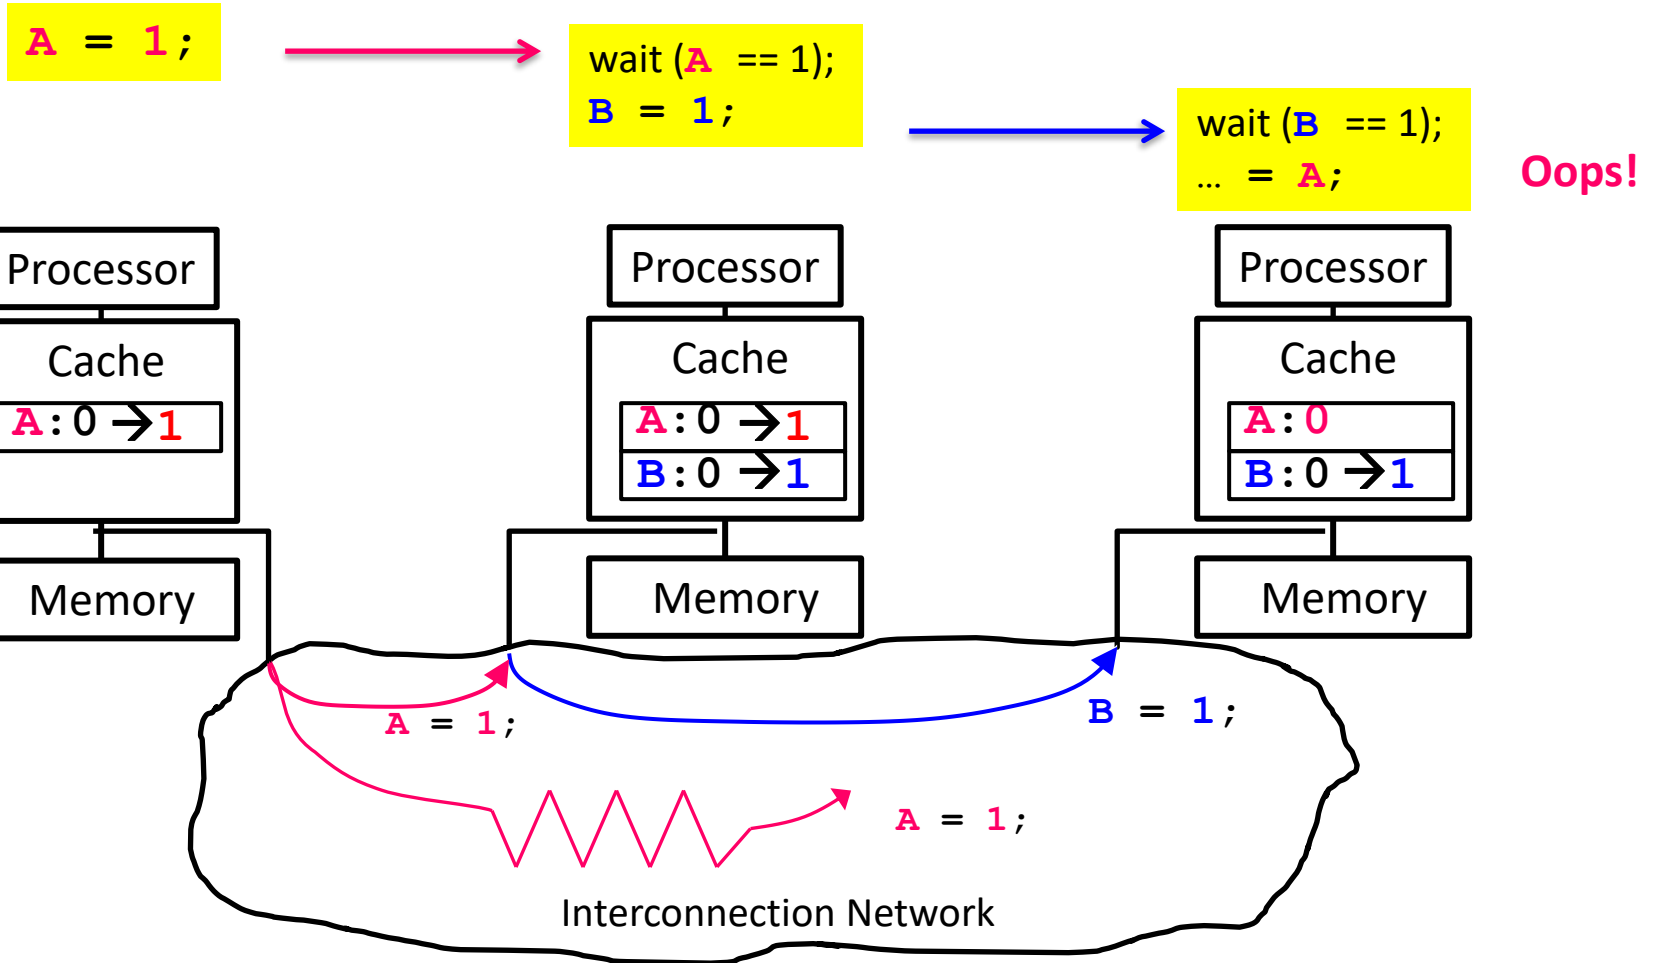 A = 1;
wait (A == 1);
B = 1;
wait (B == 1);
… = A;
Oops!
Processor
Processor
Processor
Cache
Cache
Cache
A:0 →1
A:0 →1
A:0
B:0 →1
B:0 →1
Memory
Memory
Memory
A = 1;
B = 1;
A = 1;
Interconnection Network